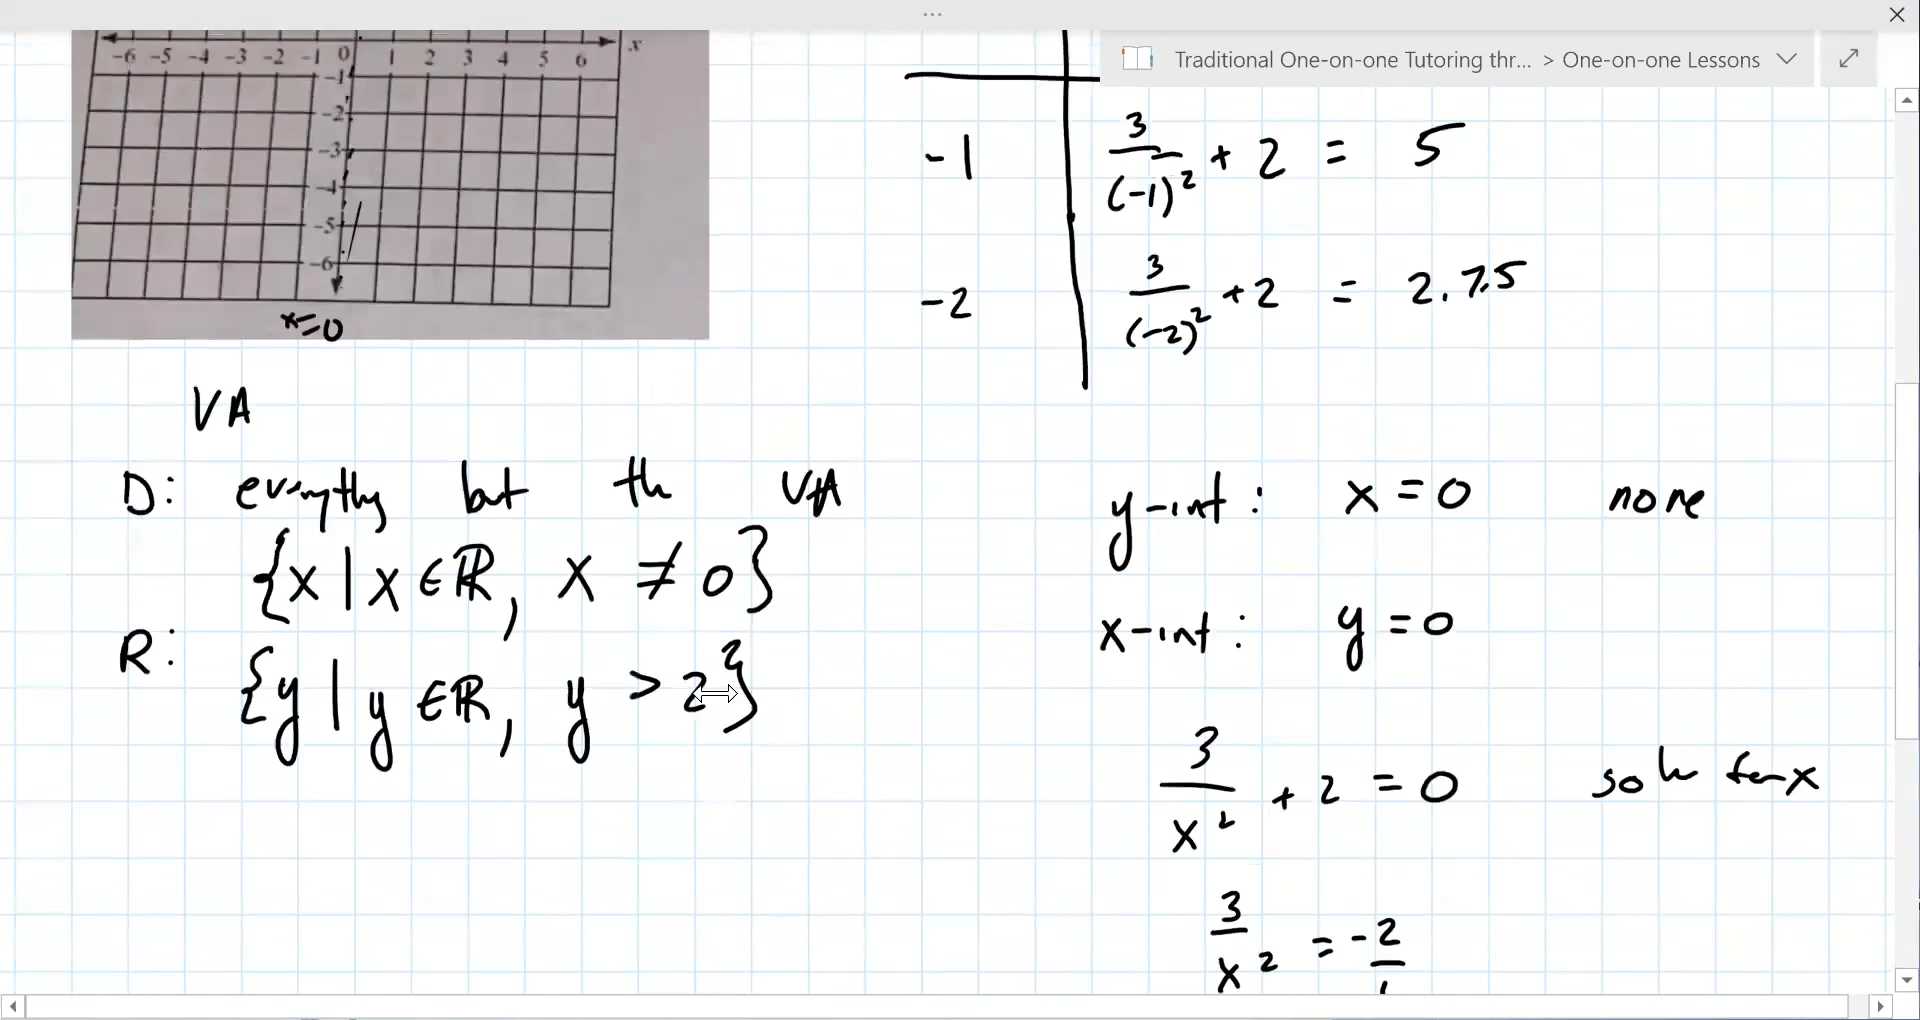 ...
Traditional One-on-one Tutoring thr... > One-on-one Lessons
-6 -5 -4 -3 -2 -1 0 1 2 3 4 5 6 x
-1
-2
-3
-4
-5
-6
x=0
-1 3/(-1)² + 2 = 5
-2 3/(-2)² + 2 = 2.75
VA
D: everythg but th VA
{x | x ∈ ℝ, x ≠ 0}
R:
{y | y ∈ ℝ, y > 2}
y-int: x = 0 none
x-int: y = 0
3/x² + 2 = 0 solv for x
3/x² = -2/1